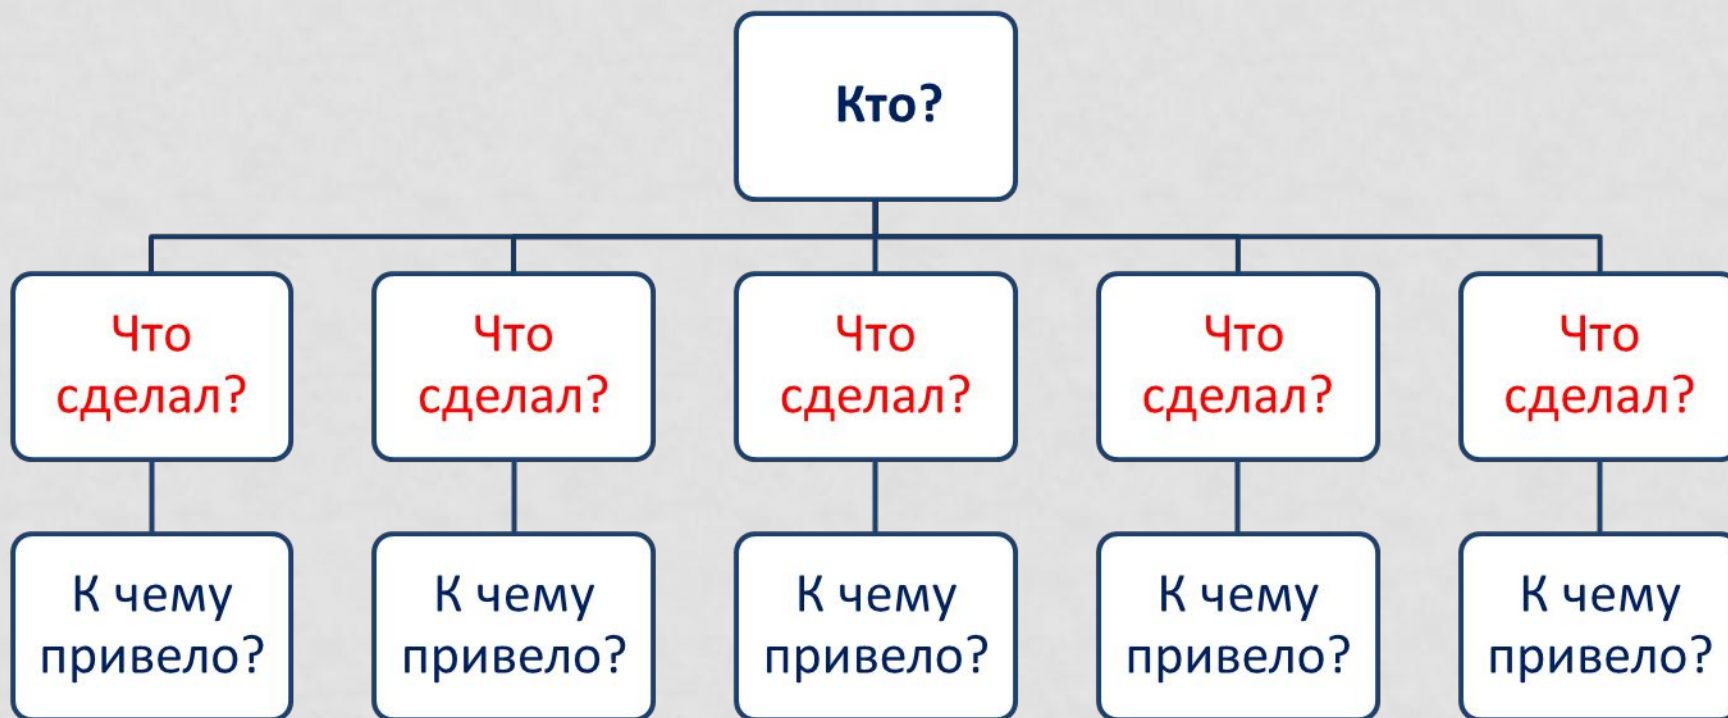 Кто?
Что
сделал?
Что
сделал?
Что
сделал?
Что
сделал?
Что
сделал?
К чему
привело?
К чему
привело?
К чему
привело?
К чему
привело?
К чему
привело?